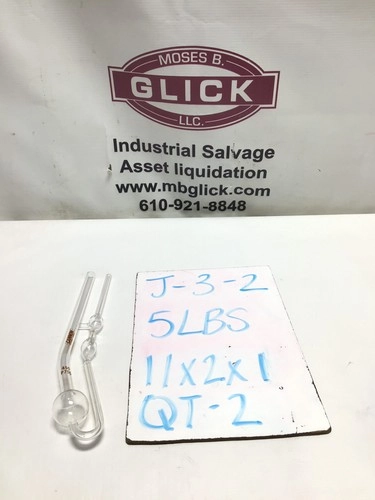 MOSES B.
GLICK
LLC.
Industrial Salvage
Asset liquidation
www.mbglick.com
610-921-8848
J-3-2
5LBS
11x2x1
QT-2